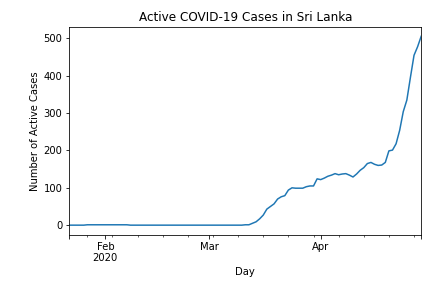 Active COVID-19 Cases in Sri Lanka
500
400
300
200
100
0
Number of Active Cases
Feb
2020
Mar
Apr
Day